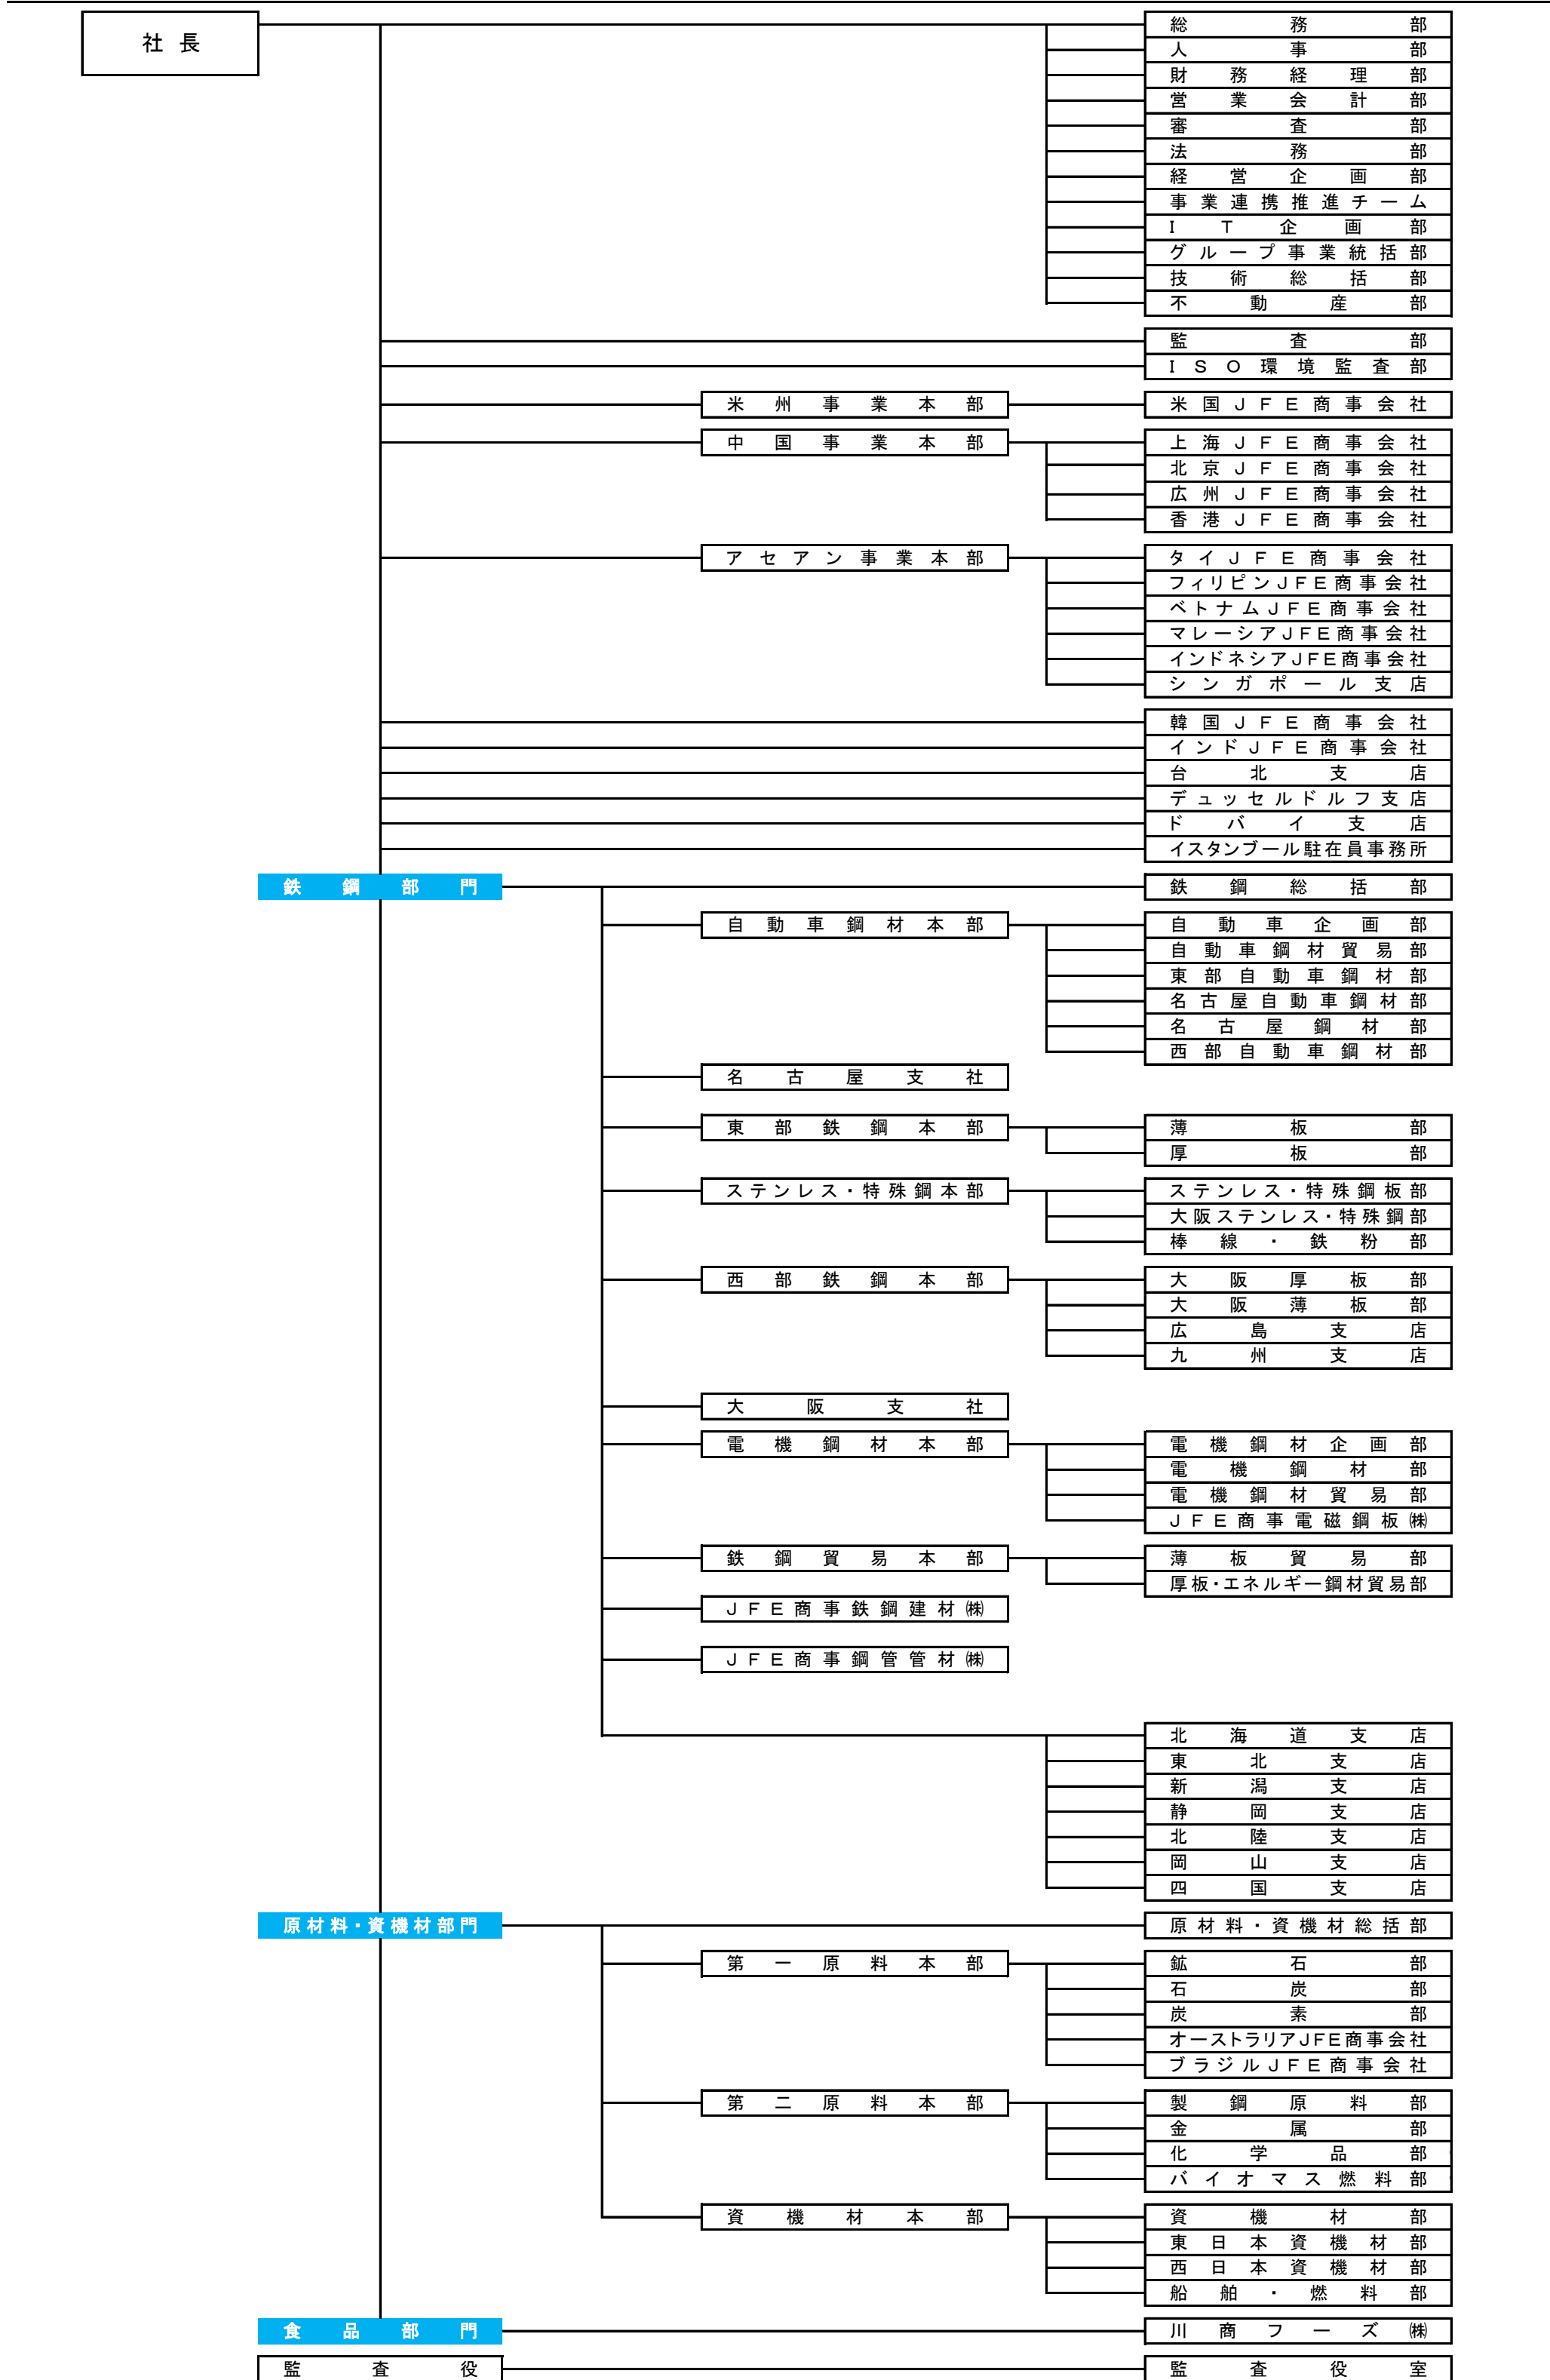 社長
総務部
人事部
財務経理部
営業会計部
審査部
法務部
経営企画部
事業連携推進チーム
IT企画部
グループ事業統括部
技術総括部
不動産部
監査部
ISO環境監査部
米州事業本部 米国JFE商事会社
中国事業本部 上海JFE商事会社
北京JFE商事会社
広州JFE商事会社
香港JFE商事会社
アセアン事業本部 タイJFE商事会社
フィリピンJFE商事会社
ベトナムJFE商事会社
マレーシアJFE商事会社
インドネシアJFE商事会社
シンガポール支店
韓国JFE商事会社
インドJFE商事会社
台北支店
デュッセルドルフ支店
ドバイ支店
イスタンブール駐在員事務所
鉄鋼部門 鉄鋼総括部
自動車鋼材本部 自動車企画部
自動車鋼材貿易部
東部自動車鋼材部
名古屋自動車鋼材部
名古屋鋼材部
西部自動車鋼材部
名古屋支社
東部鉄鋼本部 薄板部
厚板部
ステンレス・特殊鋼本部 ステンレス・特殊鋼板部
大阪ステンレス・特殊鋼部
棒線・鉄粉部
西部鉄鋼本部 大阪厚板部
大阪薄板部
広島支店
九州支店
大阪支社
電機鋼材本部 電機鋼材企画部
電機鋼材部
電機鋼材貿易部
JFE商事電磁鋼板㈱
鉄鋼貿易本部 薄板貿易部
厚板・エネルギー鋼材貿易部
JFE商事鉄鋼建材㈱
JFE商事鋼管管材㈱
北海道支店
東北支店
新潟支店
静岡支店
北陸支店
岡山支店
四国支店
原材料・資機材部門 原材料・資機材総括部
第一原料本部 鉱石部
石炭部
炭素部
オーストラリアJFE商事会社
ブラジルJFE商事会社
第二原料本部 製鋼原料部
金属部
化学品部
バイオマス燃料部
資機材本部 資機材部
東日本資機材部
西日本資機材部
船舶・燃料部
食品部門 川商フーズ㈱
監査役 監査役室